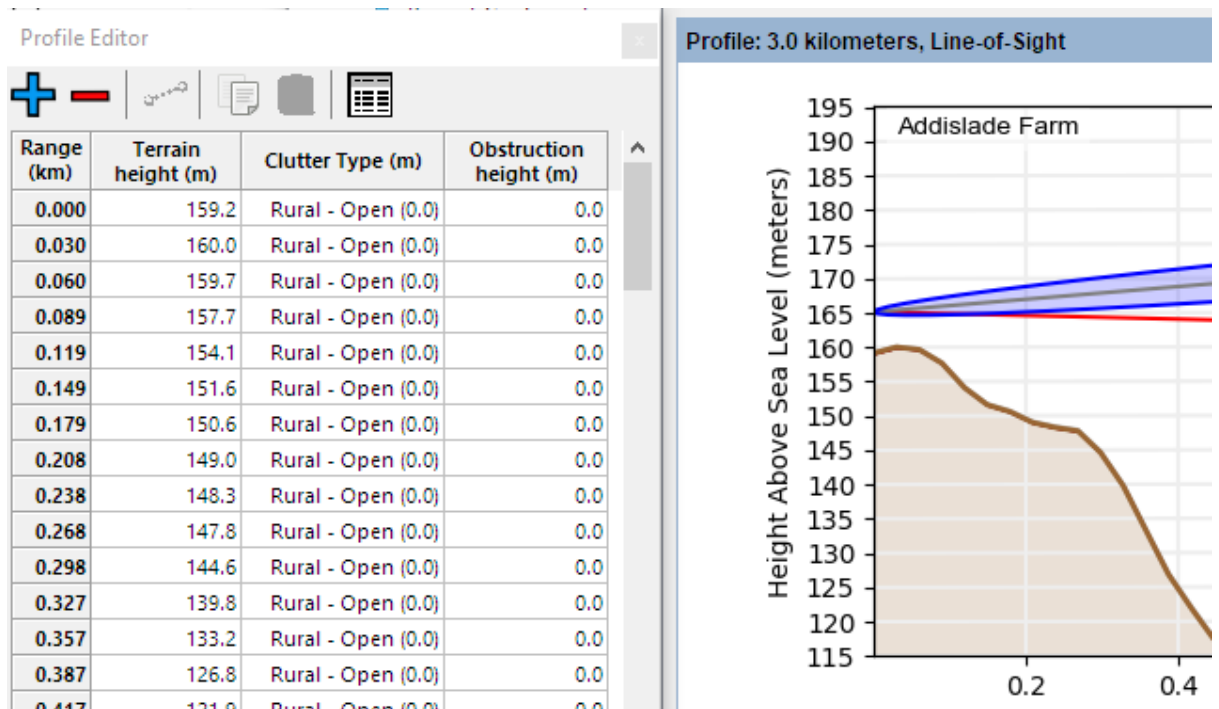 Profile Editor
x
Range (km) Terrain height (m) Clutter Type (m) Obstruction height (m)
0.000 159.2 Rural - Open (0.0) 0.0
0.030 160.0 Rural - Open (0.0) 0.0
0.060 159.7 Rural - Open (0.0) 0.0
0.089 157.7 Rural - Open (0.0) 0.0
0.119 154.1 Rural - Open (0.0) 0.0
0.149 151.6 Rural - Open (0.0) 0.0
0.179 150.6 Rural - Open (0.0) 0.0
0.208 149.0 Rural - Open (0.0) 0.0
0.238 148.3 Rural - Open (0.0) 0.0
0.268 147.8 Rural - Open (0.0) 0.0
0.298 144.6 Rural - Open (0.0) 0.0
0.327 139.8 Rural - Open (0.0) 0.0
0.357 133.2 Rural - Open (0.0) 0.0
0.387 126.8 Rural - Open (0.0) 0.0
Profile: 3.0 kilometers, Line-of-Sight
Addislade Farm
Height Above Sea Level (meters)
195
190
185
180
175
170
165
160
155
150
145
140
135
130
125
120
115
0.2 0.4